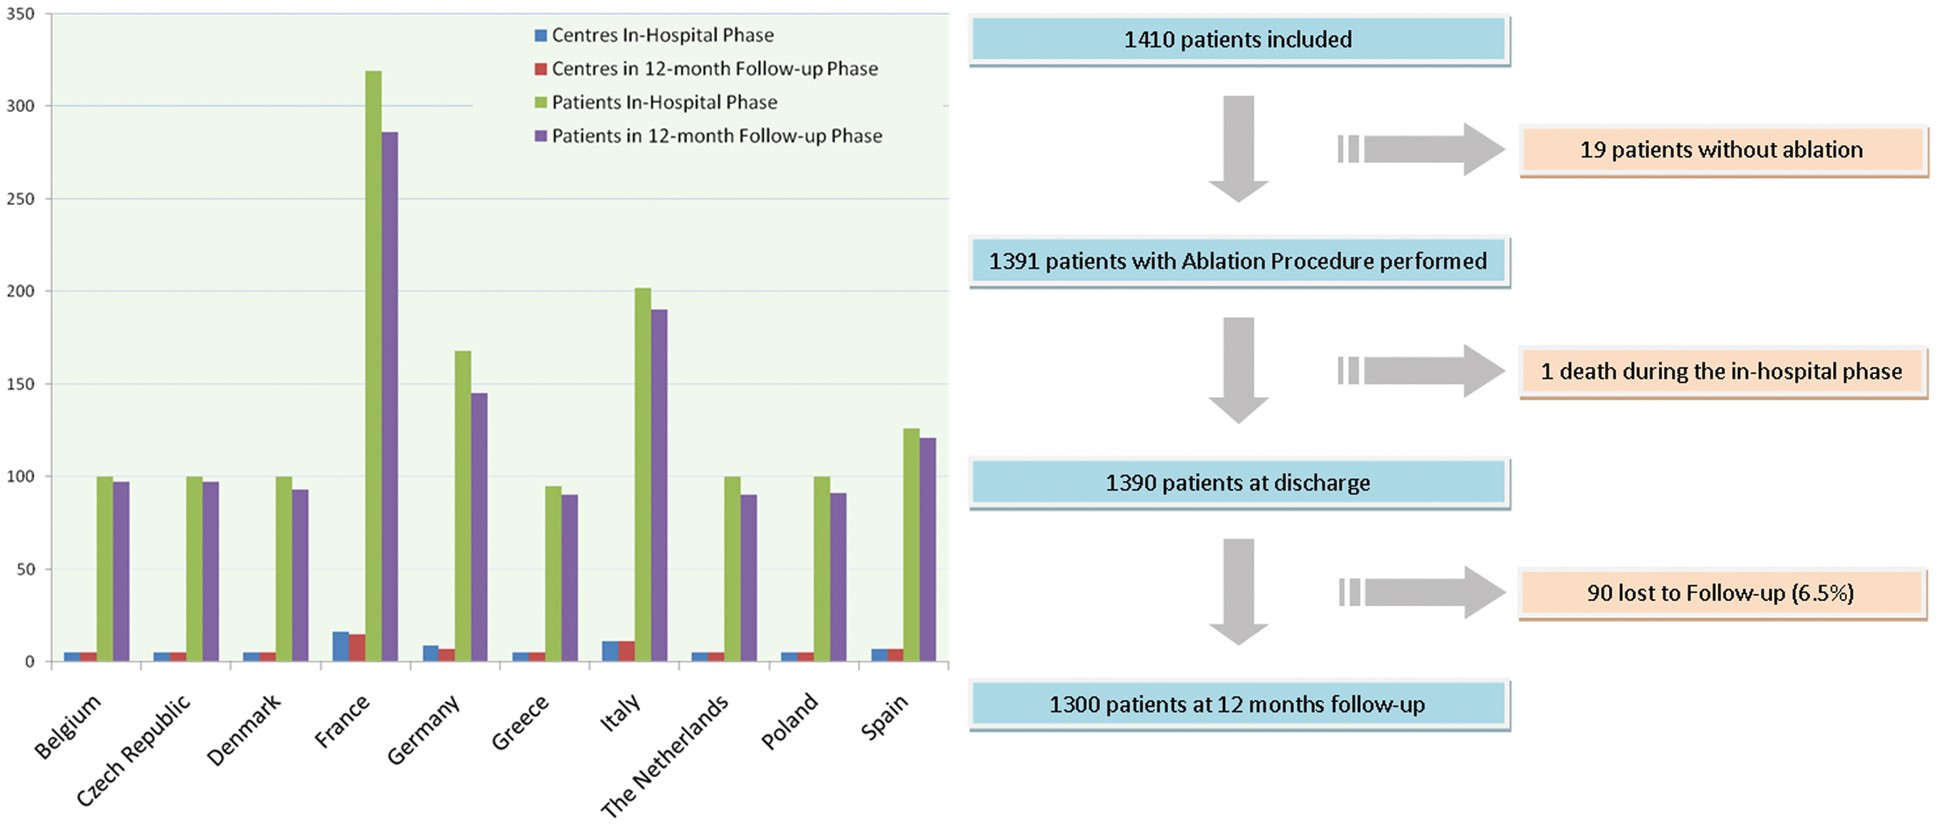 350
300
250
200
150
100
50
0
Centres In-Hospital Phase
Centres in 12-month Follow-up Phase
Patients In-Hospital Phase
Patients in 12-month Follow-up Phase
Belgium
Czech Republic
Denmark
France
Germany
Greece
Italy
The Netherlands
Poland
Spain
1410 patients included
19 patients without ablation
1391 patients with Ablation Procedure performed
1 death during the in-hospital phase
1390 patients at discharge
90 lost to Follow-up (6.5%)
1300 patients at 12 months follow-up